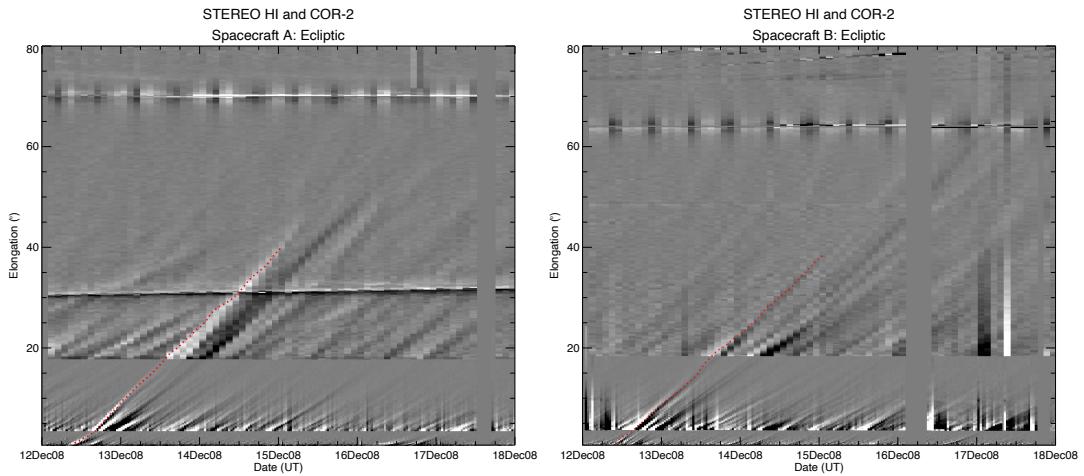 STEREO HI and COR-2
Spacecraft A: Ecliptic
80
60
40
20
Elongation (°)
12Dec08 13Dec08 14Dec08 15Dec08 16Dec08 17Dec08 18Dec08
Date (UT)
STEREO HI and COR-2
Spacecraft B: Ecliptic
80
60
40
20
Elongation (°)
12Dec08 13Dec08 14Dec08 15Dec08 16Dec08 17Dec08 18Dec08
Date (UT)